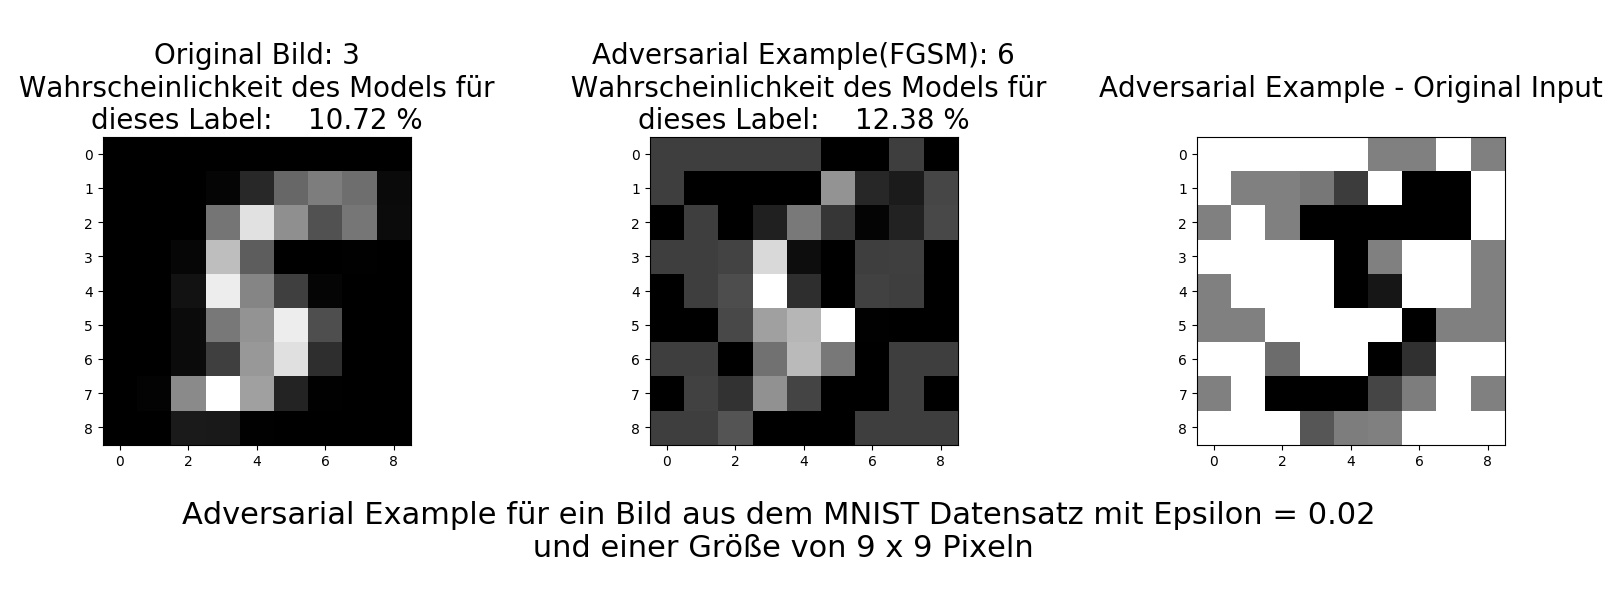 Original Bild: 3
Wahrscheinlichkeit des Models für
dieses Label: 10.72 %
Adversarial Example(FGSM): 6
Wahrscheinlichkeit des Models für
dieses Label: 12.38 %
Adversarial Example - Original Input
0
1
2
3
4
5
6
7
8
0 2 4 6 8
0
1
2
3
4
5
6
7
8
0 2 4 6 8
0
1
2
3
4
5
6
7
8
0 2 4 6 8
Adversarial Example für ein Bild aus dem MNIST Datensatz mit Epsilon = 0.02
und einer Größe von 9 x 9 Pixeln